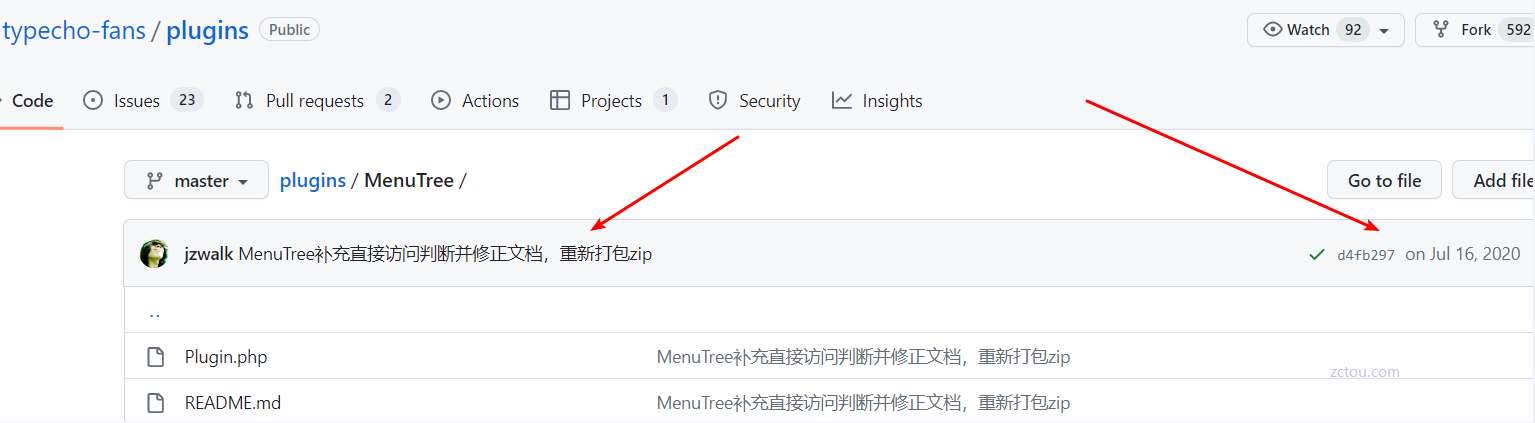 typecho-fans / plugins Public Watch 92 Fork 592
Code Issues 23 Pull requests 2 Actions Projects 1 Security Insights
master plugins / MenuTree / Go to file Add file
jzwalk MenuTree补充直接访问判断并修正文档，重新打包zip d4fb297 on Jul 16, 2020
..
Plugin.php MenuTree补充直接访问判断并修正文档，重新打包zip
zctou.com
README.md MenuTree补充直接访问判断并修正文档，重新打包zip